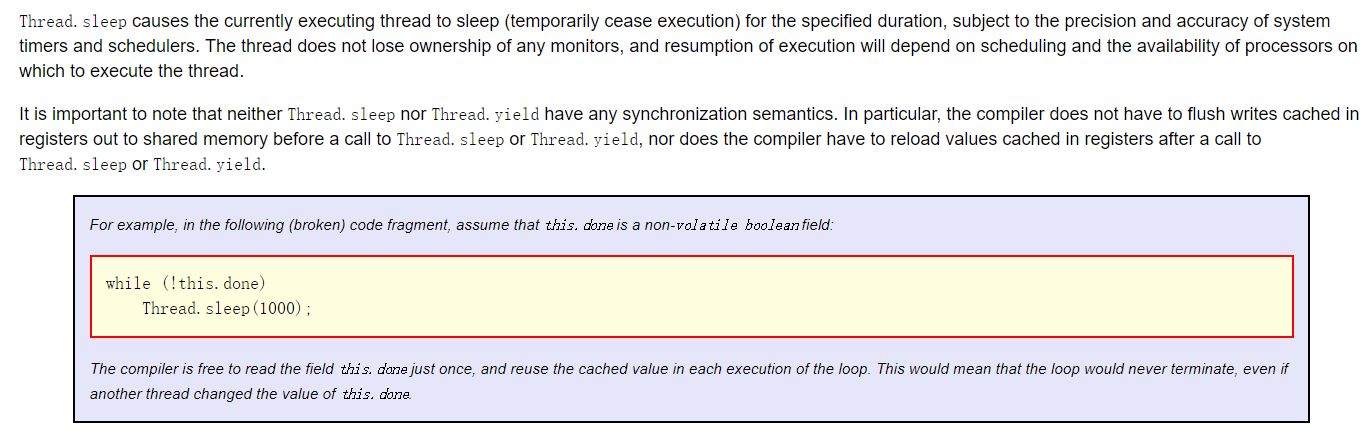 Thread.sleep causes the currently executing thread to sleep (temporarily cease execution) for the specified duration, subject to the precision and accuracy of system
timers and schedulers. The thread does not lose ownership of any monitors, and resumption of execution will depend on scheduling and the availability of processors on
which to execute the thread.
It is important to note that neither Thread.sleep nor Thread.yield have any synchronization semantics. In particular, the compiler does not have to flush writes cached in
registers out to shared memory before a call to Thread.sleep or Thread.yield, nor does the compiler have to reload values cached in registers after a call to
Thread.sleep or Thread.yield.
For example, in the following (broken) code fragment, assume that this.done is a non-volatile boolean field:
while (!this.done)
    Thread.sleep(1000);
The compiler is free to read the field this.done just once, and reuse the cached value in each execution of the loop. This would mean that the loop would never terminate, even if
another thread changed the value of this.done.